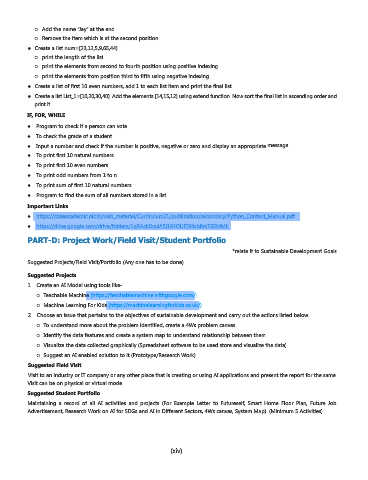 ○ Add the name 'Jay' at the end
○ Remove the item which is at the second position
● Create a list num=[23,12,5,9,65,44]
○ print the length of the list
○ print the elements from second to fourth position using positive indexing
○ print the elements from position third to fifth using negative indexing
● Create a list of first 10 even numbers, add 1 to each list item and print the final list
● Create a list List_1=[10,20,30,40]. Add the elements [14,15,12] using extend function. Now sort the final list in ascending order and
print it
IF, FOR, WHILE
● Program to check if a person can vote
● To check the grade of a student
● Input a number and check if the number is positive, negative or zero and display an appropriate message
● To print first 10 natural numbers
● To print first 10 even numbers
● To print odd numbers from 1 to n
● To print sum of first 10 natural numbers
● Program to find the sum of all numbers stored in a list
Important Links
PART-D: Project Work/Field Visit/Student Portfolio
*relate it to Sustainable Development Goals
Suggested Projects/Field Visit/Portfolio (Any one has to be done)
Suggested Projects
1. Create an AI Model using tools like-
○ Teachable Machine (https://teachablemachine.withgoogle.com/)
○ Machine Learning For Kids (https://machinelearningforkids.co.uk/)
2. Choose an issue that pertains to the objectives of sustainable development and carry out the actions listed below.
○ To understand more about the problem identified, create a 4Ws problem canvas
○ Identify the data features and create a system map to understand relationship between them
○ Visualize the data collected graphically (Spreadsheet software to be used store and visualize the data)
○ Suggest an AI enabled solution to it (Prototype/Research Work)
Suggested Field Visit
Visit to an industry or IT company or any other place that is creating or using AI applications and present the report for the same.
Visit can be on physical or virtual mode
Suggested Student Portfolio
Maintaining a record of all AI activities and projects (For Example Letter to Futureself, Smart Home Floor Plan, Future Job
Advertisement, Research Work on AI for SDGs and AI in Different Sectors, 4Ws canvas, System Map). (Minimum 5 Activities)
(xiv)